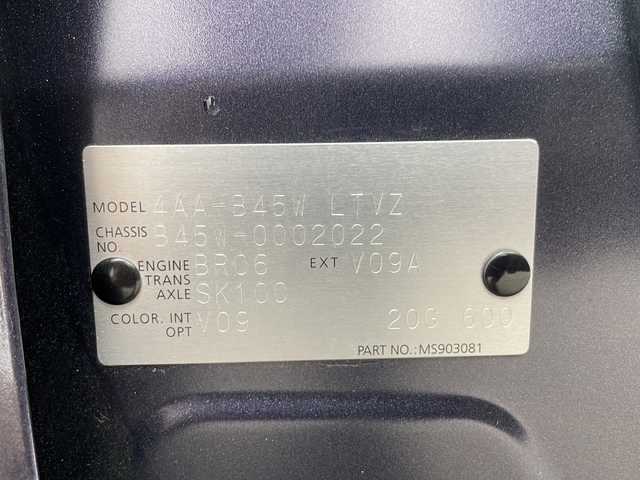 MODEL 4AA-B45W LTVZ
CHASSIS NO. B45W-0002022
ENGINE BR06 EXT V09A
TRANS AXLE SK100
COLOR. INT OPT V09 20G 600
PART NO.:MS903081